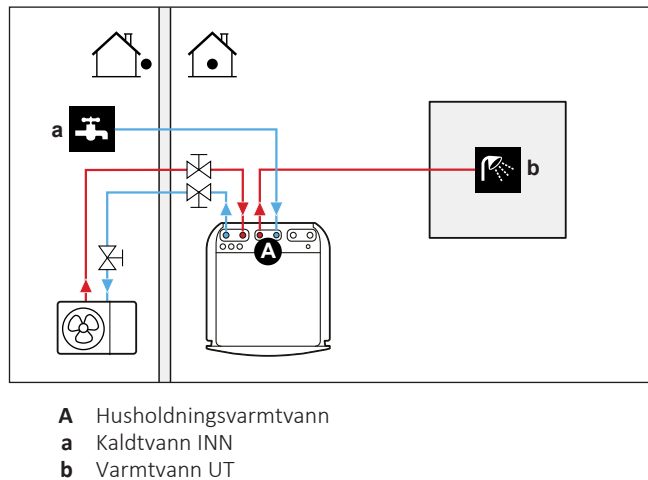 a
b
A
A Husholdningsvarmtvann
a Kaldtvann INN
b Varmtvann UT